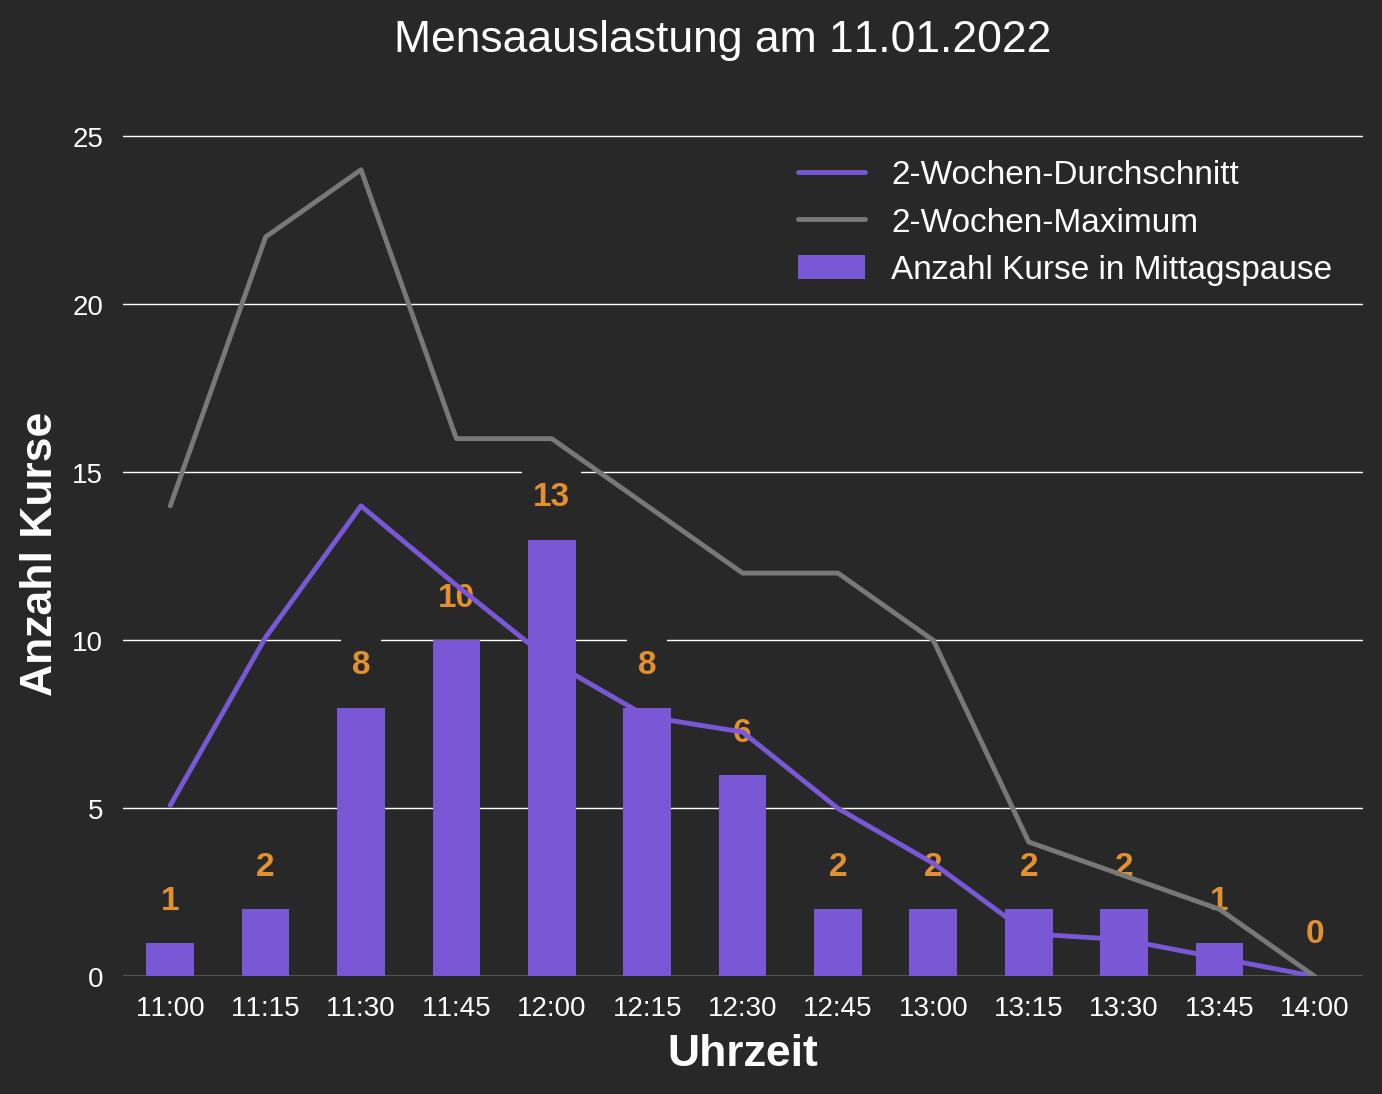 Mensaauslastung am 11.01.2022
25
2-Wochen-Durchschnitt
2-Wochen-Maximum
Anzahl Kurse in Mittagspause
20
15
10
5
0
Anzahl Kurse
1
2
8
10
13
8
6
2
2
2
2
1
0
11:00 11:15 11:30 11:45 12:00 12:15 12:30 12:45 13:00 13:15 13:30 13:45 14:00
Uhrzeit